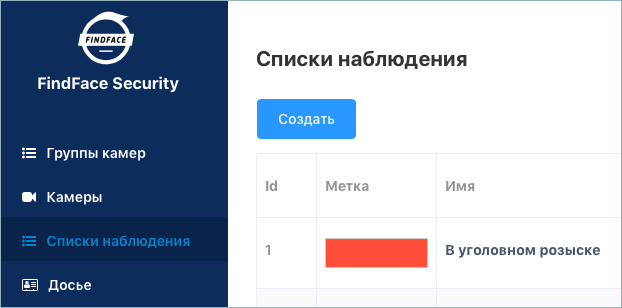 FINDFACE
FindFace Security
Группы камер
Камеры
Списки наблюдения
Досье
Списки наблюдения
Создать
Id Метка Имя
1 В уголовном розыске